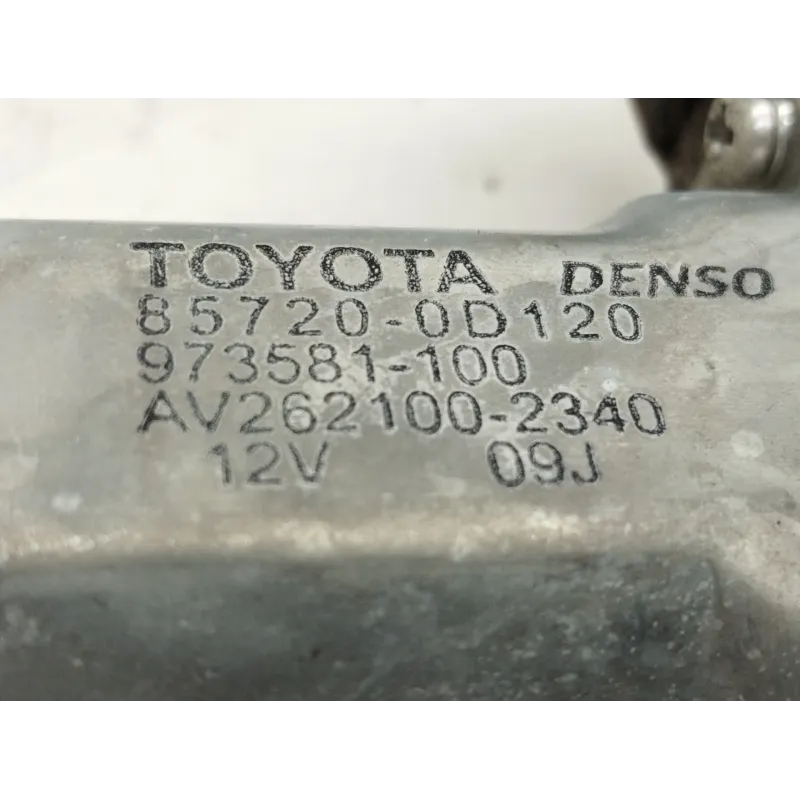 TOYOTA DENSO
85720-0D120
973581-100
AV262100-2340
12V 09J